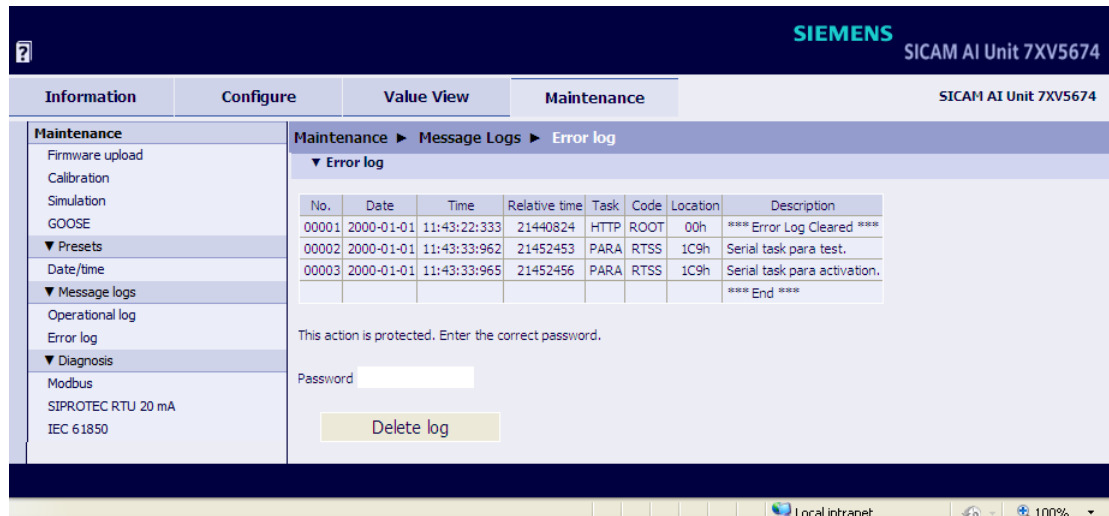 SIEMENS
SICAM AI Unit 7XV5674
?
Information Configure Value View Maintenance SICAM AI Unit 7XV5674
Maintenance
Firmware upload
Calibration
Simulation
GOOSE
▼ Presets
Date/time
▼ Message logs
Operational log
Error log
▼ Diagnosis
Modbus
SIPROTEC RTU 20 mA
IEC 61850
Maintenance ► Message Logs ► Error log
▼ Error log
No. Date Time Relative time Task Code Location Description
00001 2000-01-01 11:43:22:333 21440824 HTTP ROOT 00h *** Error Log Cleared ***
00002 2000-01-01 11:43:33:962 21452453 PARA RTSS 1C9h Serial task para test.
00003 2000-01-01 11:43:33:965 21452456 PARA RTSS 1C9h Serial task para activation.
*** End ***
This action is protected. Enter the correct password.
Password
Delete log
Local intranet 100%